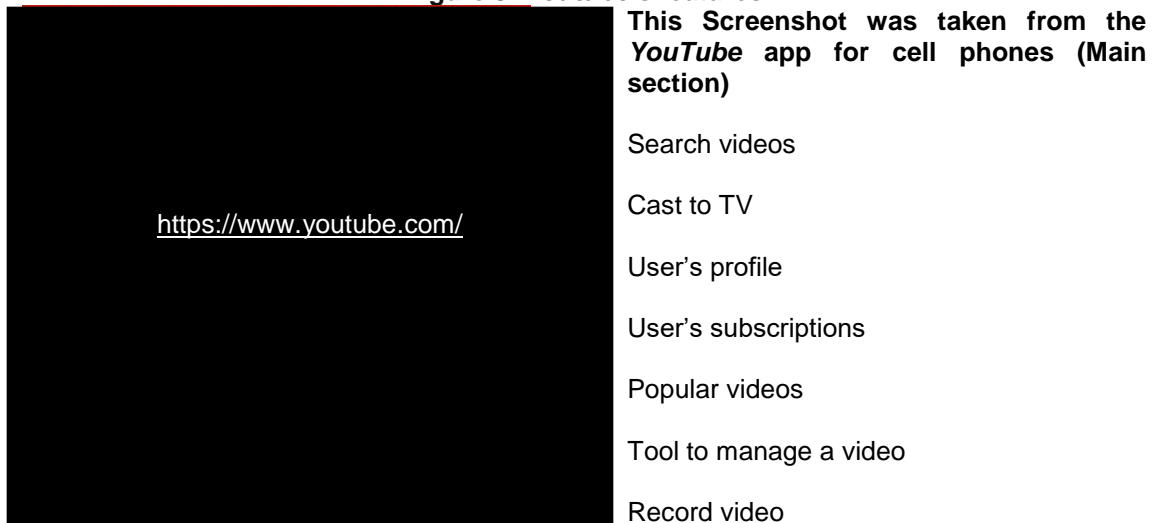 This Screenshot was taken from the
YouTube app for cell phones (Main
section)
https://www.youtube.com/
Search videos
Cast to TV
User’s profile
User’s subscriptions
Popular videos
Tool to manage a video
Record video